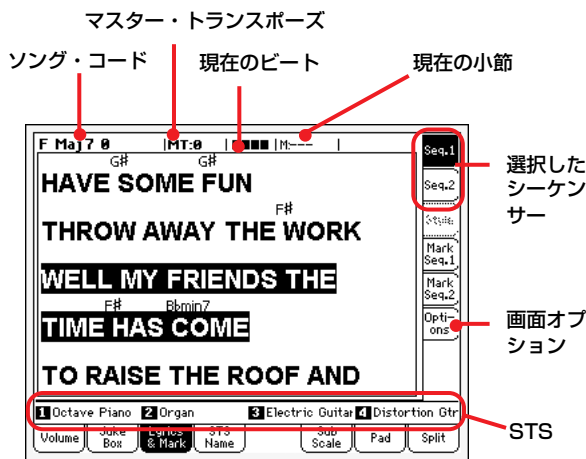 マスター・トランスポーズ
ソング・コード
現在のビート
現在の小節
F Maj7 0 |MT:0 | |M:--- |
G# G#
HAVE SOME FUN
F#
THROW AWAY THE WORK
WELL MY FRIENDS THE
F# Bbmin7
TIME HAS COME
TO RAISE THE ROOF AND
Seq.1
Seq.2
Style
Mark
Seq.1
Mark
Seq.2
Opti-
ons
選択した
シーケン
サー
画面オプ
ション
1 Octave Piano 2 Organ 3 Electric Guitar 4 Distortion Gtr
STS
Volume
Juke
Box
Lyrics
& Mark
STS
Name
Sub
Scale
Pad
Split